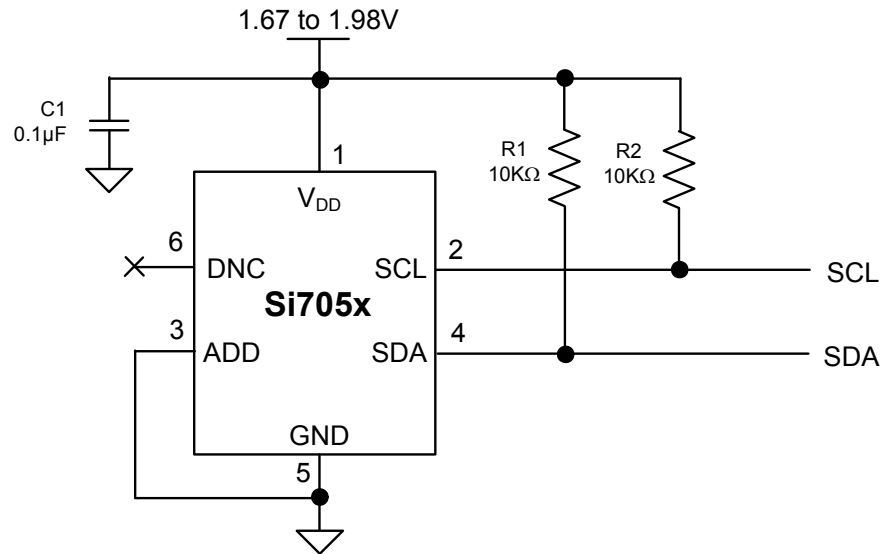 1.67 to 1.98V
C1
0.1µF
1
R1
10KΩ
R2
10KΩ
VDD
6
DNC
SCL
2
SCL
Si705x
3
ADD
SDA
4
SDA
GND
5